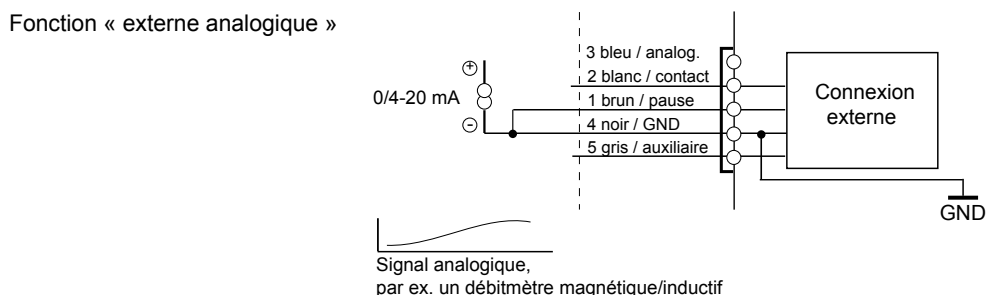 Fonction « externe analogique »
3 bleu / analog.
2 blanc / contact
1 brun / pause
4 noir / GND
5 gris / auxiliaire
0/4-20 mA
+
-
Connexion
externe
GND
Signal analogique,
par ex. un débitmètre magnétique/inductif